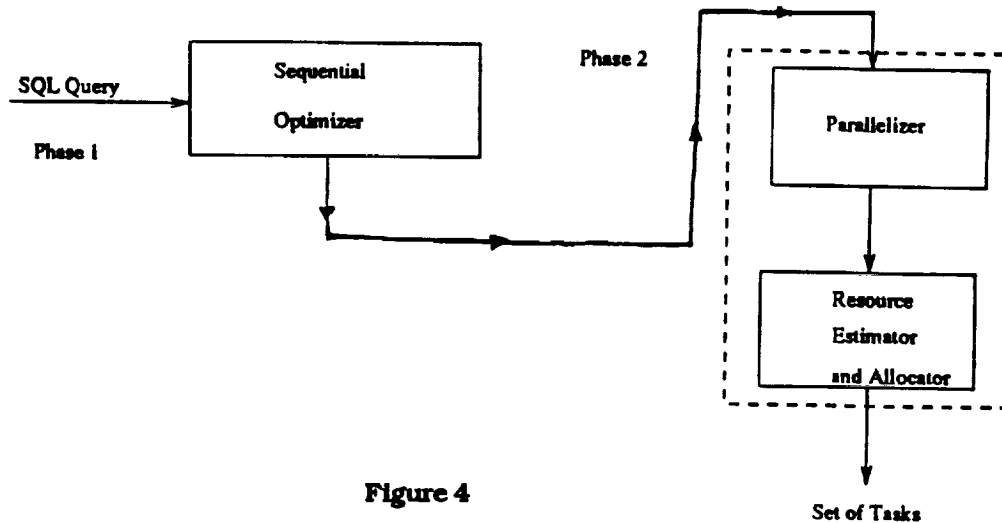 SQL Query
Phase 1
Sequential
Optimizer
Phase 2
Parallelizer
Resource
Estimator
and Allocator
Set of Tasks
Figure 4